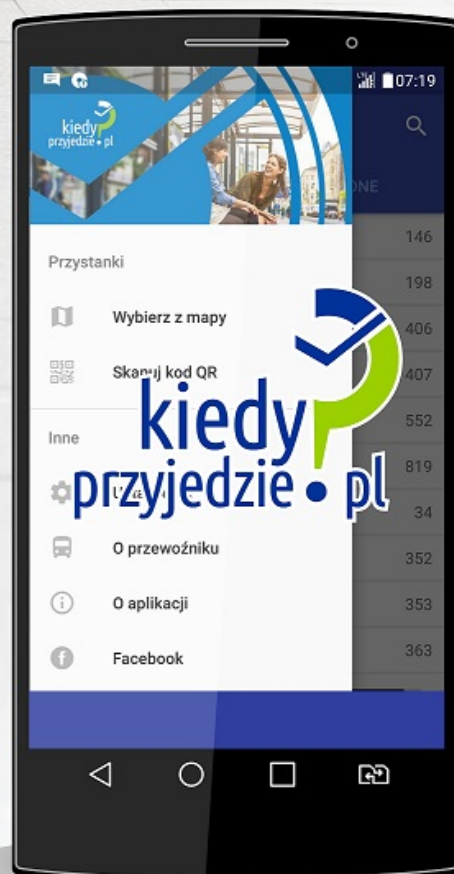 07:19
kiedy
przyjedzie.pl
ONE
Przystanki
146
198
Wybierz z mapy
406
Skanuj kod QR
407
kiedy
przyjedzie.pl
Inne
552
819
34
O przewoźniku
352
O aplikacji
353
Facebook
363